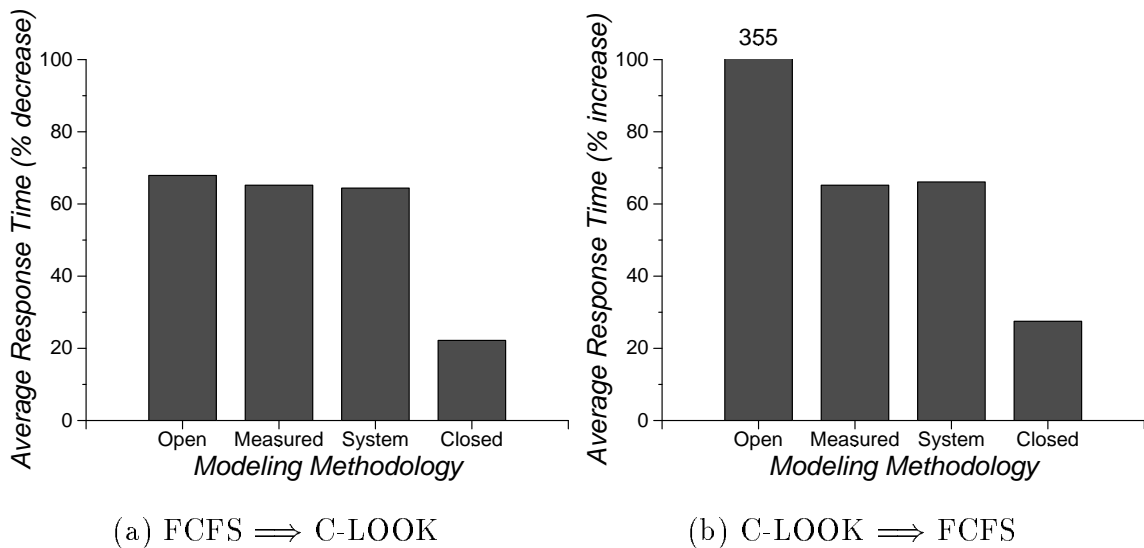 Average Response Time (% decrease)
100
80
60
40
20
0
Open Measured System Closed
Modeling Methodology
(a) FCFS ⟹ C-LOOK
Average Response Time (% increase)
355
100
80
60
40
20
0
Open Measured System Closed
Modeling Methodology
(b) C-LOOK ⟹ FCFS